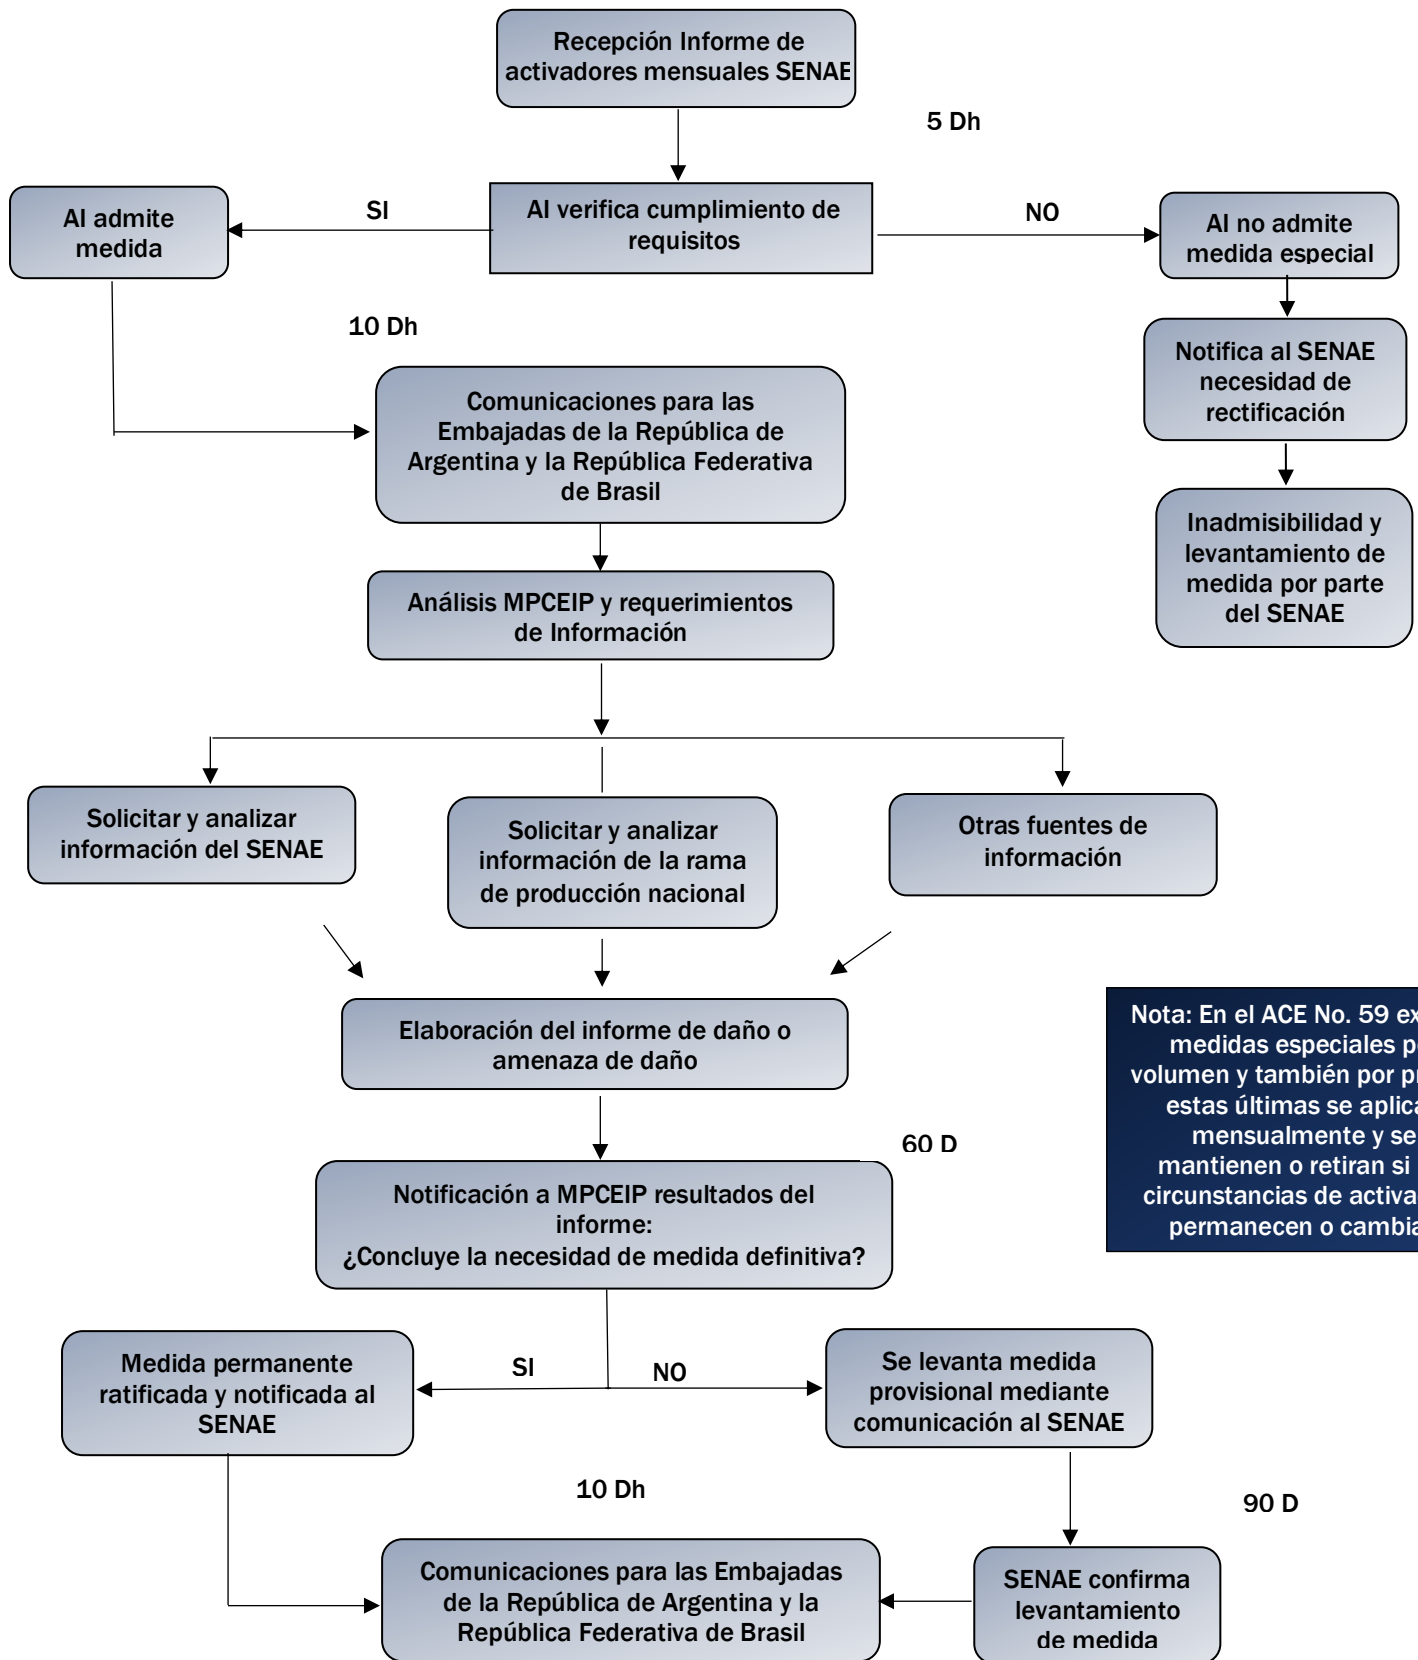 Recepción Informe de
activadores mensuales SENAE
5 Dh
AI admite
medida
SI
AI verifica cumplimiento de
requisitos
NO
AI no admite
medida especial
10 Dh
Notifica al SENAE
necesidad de
rectificación
Comunicaciones para las
Embajadas de la República de
Argentina y la República Federativa
de Brasil
Inadmisibilidad y
levantamiento de
medida por parte
del SENAE
Análisis MPCEIP y requerimientos
de Información
Solicitar y analizar
información del SENAE
Solicitar y analizar
información de la rama
de producción nacional
Otras fuentes de
información
Elaboración del informe de daño o
amenaza de daño
Nota: En el ACE No. 59
medidas especiales
volumen y también por
estas últimas se
mensualmente y se
mantienen o retiran si
circunstancias de
permanecen o
60 D
Notificación a MPCEIP resultados del
informe:
¿Concluye la necesidad de medida definitiva?
Medida permanente
ratificada y notificada al
SENAE
SI
NO
Se levanta medida
provisional mediante
comunicación al SENAE
10 Dh
90 D
Comunicaciones para las Embajadas
de la República de Argentina y la
República Federativa de Brasil
SENAE confirma
levantamiento
de medida